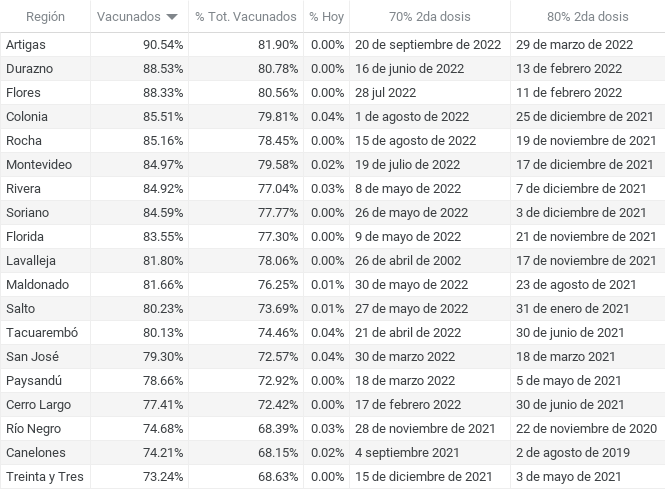 Región Vacunados % Tot. Vacunados % Hoy 70% 2da dosis 80% 2da dosis
Artigas 90.54% 81.90% 0.00% 20 de septiembre de 2022 29 de marzo de 2022
Durazno 88.53% 80.78% 0.00% 16 de junio de 2022 13 de febrero 2022
Flores 88.33% 80.56% 0.00% 28 jul 2022 11 de febrero 2022
Colonia 85.51% 79.81% 0.04% 1 de agosto de 2022 25 de diciembre de 2021
Rocha 85.16% 78.45% 0.00% 15 de agosto de 2022 19 de noviembre de 2021
Montevideo 84.97% 79.58% 0.02% 19 de julio de 2022 17 de diciembre de 2021
Rivera 84.92% 77.04% 0.03% 8 de mayo de 2022 7 de diciembre de 2021
Soriano 84.59% 77.77% 0.00% 26 de mayo de 2022 3 de diciembre de 2021
Florida 83.55% 77.30% 0.00% 9 de mayo de 2022 21 de noviembre de 2021
Lavalleja 81.80% 78.06% 0.00% 26 de abril de 2002 17 de noviembre de 2021
Maldonado 81.66% 76.25% 0.01% 30 de mayo de 2022 23 de agosto de 2021
Salto 80.23% 73.69% 0.01% 27 de mayo de 2022 31 de enero de 2021
Tacuarembó 80.13% 74.46% 0.04% 21 de abril de 2022 30 de junio de 2021
San José 79.30% 72.57% 0.04% 30 de marzo 2022 18 de marzo 2021
Paysandú 78.66% 72.92% 0.00% 18 de marzo 2022 5 de mayo de 2021
Cerro Largo 77.41% 72.42% 0.00% 17 de febrero 2022 30 de junio de 2021
Río Negro 74.68% 68.39% 0.03% 28 de noviembre de 2021 22 de noviembre de 2020
Canelones 74.21% 68.15% 0.02% 4 septiembre 2021 2 de agosto de 2019
Treinta y Tres 73.24% 68.63% 0.00% 15 de diciembre de 2021 3 de mayo de 2021